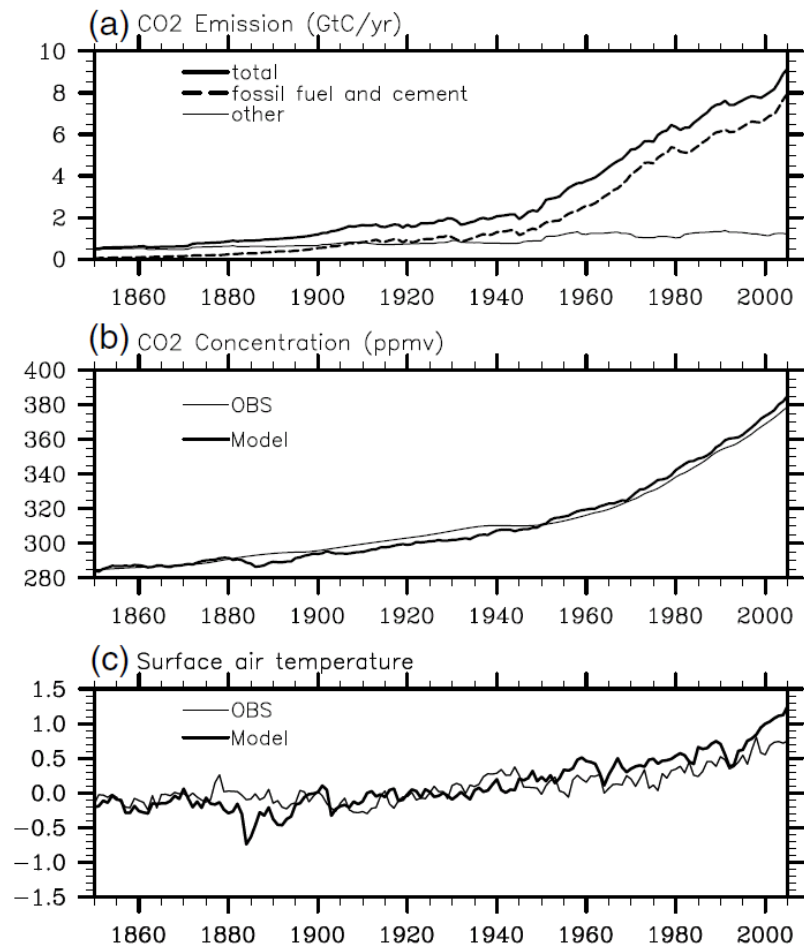 (a) CO2 Emission (GtC/yr)
10
total
8
fossil fuel and cement
other
6
4
2
0
1860 1880 1900 1920 1940 1960 1980 2000
(b) CO2 Concentration (ppmv)
400
OBS
380
Model
360
340
320
300
280
1860 1880 1900 1920 1940 1960 1980 2000
(c) Surface air temperature
1.5
OBS
1.0
Model
0.5
0.0
−0.5
−1.0
−1.5
1860 1880 1900 1920 1940 1960 1980 2000